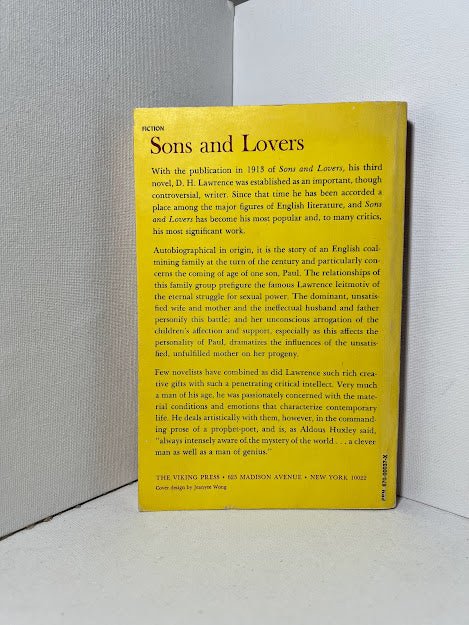 FICTION
Sons and Lovers
With the publication in 1913 of Sons and Lovers, his third
novel, D. H. Lawrence was established as an important, though
controversial, writer. Since that time he has been accorded a
place among the major figures of English literature, and Sons
and Lovers has become his most popular and, to many critics,
his most significant work.
Autobiographical in origin, it is the story of an English coal-
mining family at the turn of the century and particularly con-
cerns the coming of age of one son, Paul. The relationships of
this family group prefigure the famous Lawrence leitmotiv of
the eternal struggle for sexual power. The dominant, unsatis-
fied wife and mother and the ineffectual husband and father
personify this battle; and her unconscious arrogation of the
children's affection and support, especially as this affects the
personality of Paul, dramatizes the influences of the unsatis-
fied, unfulfilled mother on her progeny.
Few novelists have combined as did Lawrence such rich crea-
tive gifts with such a penetrating critical intellect. Very much
a man of his age, he was passionately concerned with the mate-
rial conditions and emotions that characterize contemporary
life. He deals artistically with them, however, in the command-
ing prose of a prophet-poet, and is, as Aldous Huxley said,
"always intensely aware of the mystery of the world . . . a clever
man as well as a man of genius."
THE VIKING PRESS • 625 MADISON AVENUE • NEW YORK 10022
Cover design by Jeanyee Wong